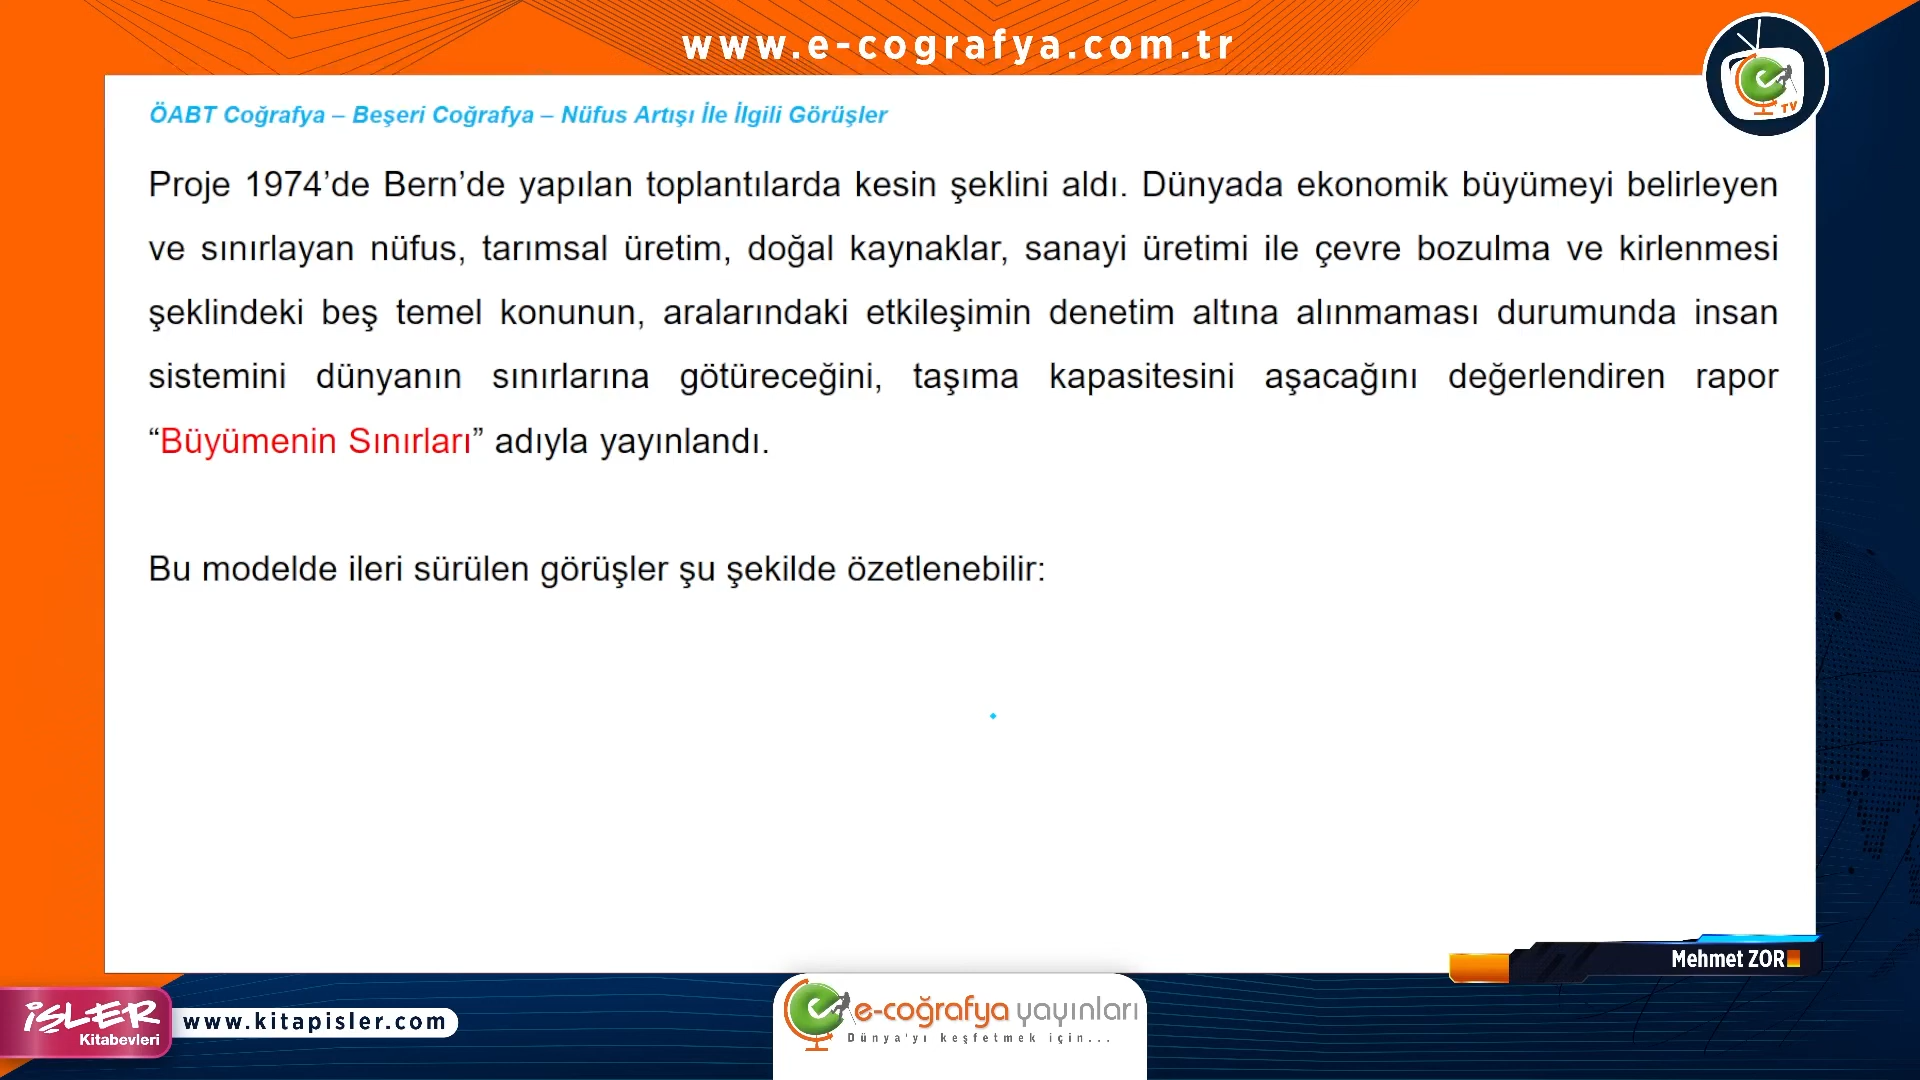 www.e-cografya.com.tr
TV
ÖABT Coğrafya – Beşeri Coğrafya – Nüfus Artışı İle İlgili Görüşler
Proje 1974’de Bern’de yapılan toplantılarda kesin şeklini aldı. Dünyada ekonomik büyümeyi belirleyen
ve sınırlayan nüfus, tarımsal üretim, doğal kaynaklar, sanayi üretimi ile çevre bozulma ve kirlenmesi
şeklindeki beş temel konunun, aralarındaki etkileşimin denetim altına alınmaması durumunda insan
sistemini dünyanın sınırlarına götüreceğini, taşıma kapasitesini aşacağını değerlendiren rapor
“Büyümenin Sınırları” adıyla yayınlandı.
Bu modelde ileri sürülen görüşler şu şekilde özetlenebilir:
Mehmet ZOR
İŞLER
Kitabevleri
www.kitapisler.com
e-coğrafya yayınları
Dünya'yı keşfetmek için...